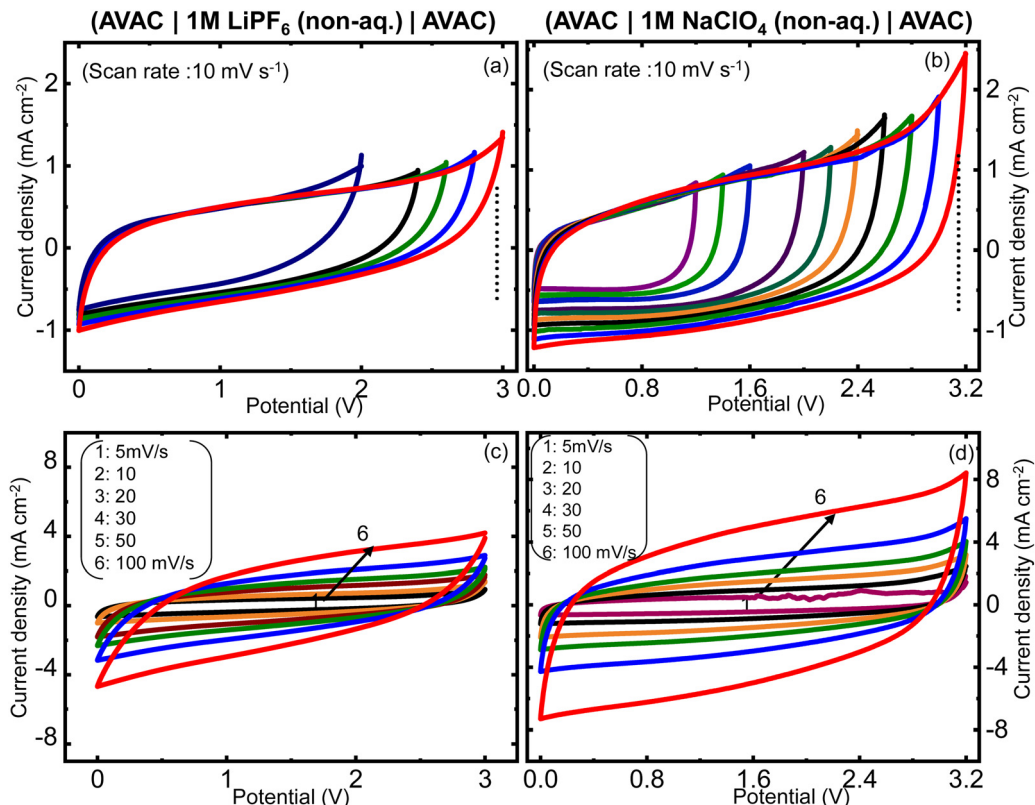 (AVAC | 1M LiPF₆ (non-aq.) | AVAC)
(AVAC | 1M NaClO₄ (non-aq.) | AVAC)
(Scan rate :10 mV s⁻¹)
(a)
2
1
0
-1
Current density (mA cm⁻²)
0
1
2
3
Potential (V)
(Scan rate :10 mV s⁻¹)
(b)
2
1
0
-1
Current density (mA cm⁻²)
0.0
0.8
1.6
2.4
3.2
Potential (V)
(c)
1: 5mV/s
2: 10
3: 20
4: 30
5: 50
6: 100 mV/s
6
1
8
4
0
-4
-8
Current density (mA cm⁻²)
0
1
2
3
Potential (V)
(d)
1: 5mV/s
2: 10
3: 20
4: 30
5: 50
6: 100 mV/s
6
1
8
4
0
-4
-8
Current density (mA cm⁻²)
0.0
0.8
1.6
2.4
3.2
Potential (V)